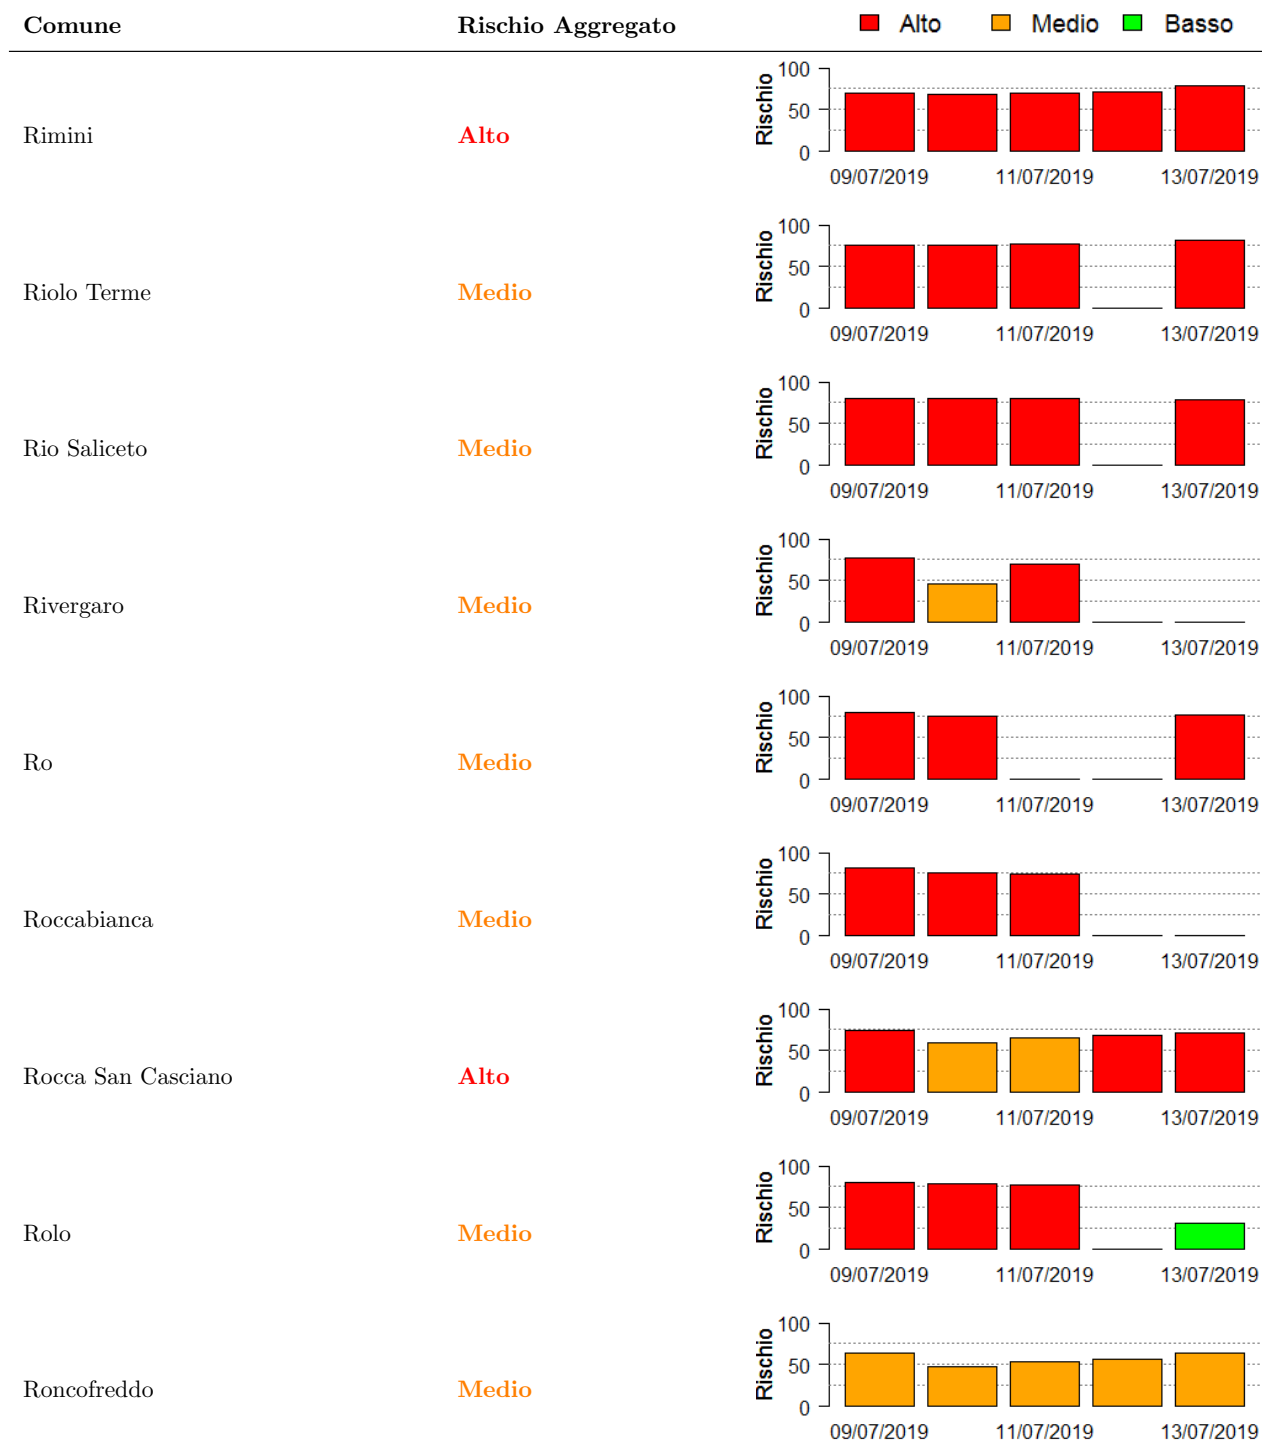 Comune Rischio Aggregato Alto Medio Basso
Rimini Alto
Rischio
100
50
0
09/07/2019 11/07/2019 13/07/2019
Riolo Terme Medio
Rischio
100
50
0
09/07/2019 11/07/2019 13/07/2019
Rio Saliceto Medio
Rischio
100
50
0
09/07/2019 11/07/2019 13/07/2019
Rivergaro Medio
Rischio
100
50
0
09/07/2019 11/07/2019 13/07/2019
Ro Medio
Rischio
100
50
0
09/07/2019 11/07/2019 13/07/2019
Roccabianca Medio
Rischio
100
50
0
09/07/2019 11/07/2019 13/07/2019
Rocca San Casciano Alto
Rischio
100
50
0
09/07/2019 11/07/2019 13/07/2019
Rolo Medio
Rischio
100
50
0
09/07/2019 11/07/2019 13/07/2019
Roncofreddo Medio
Rischio
100
50
0
09/07/2019 11/07/2019 13/07/2019